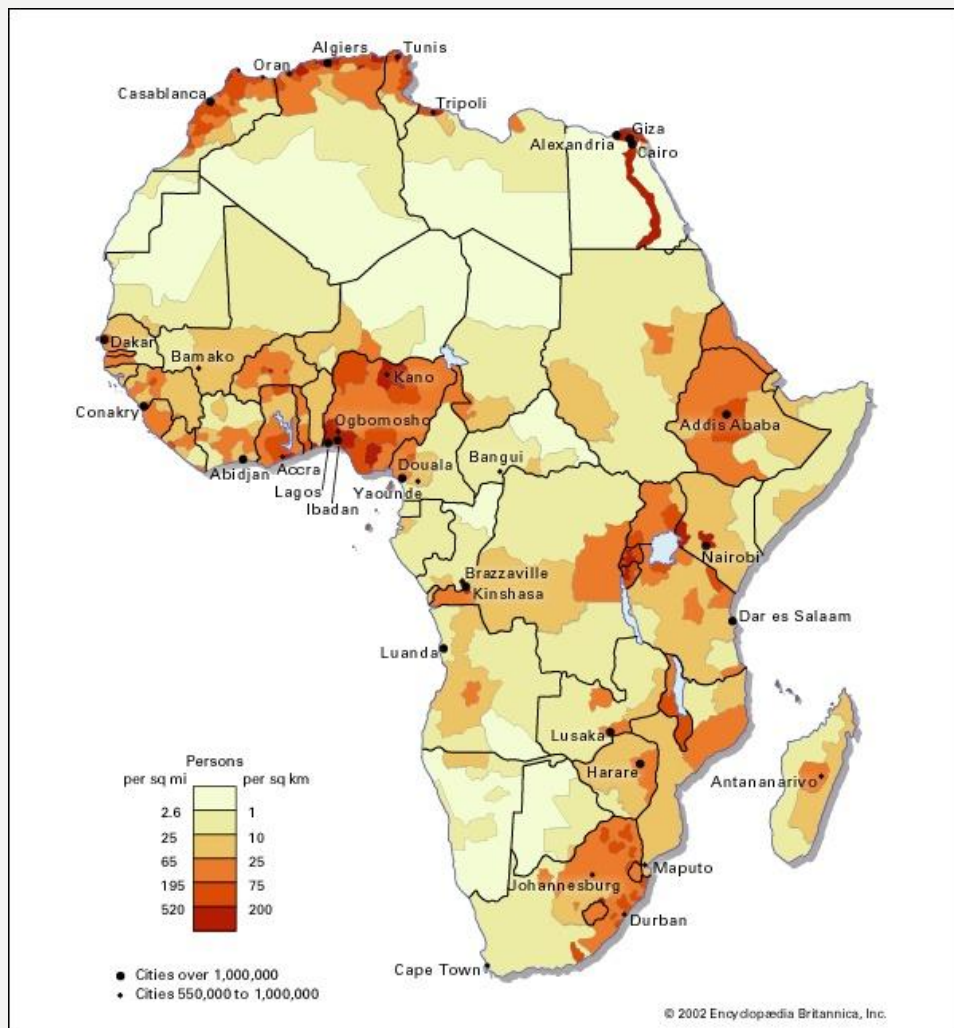 Algiers
Tunis
Oran
Casablanca
Tripoli
Giza
Alexandria
Cairo
Dakar
Bamako
Kano
Conakry
Ogbomosho
Addis Ababa
Abidjan
Accra
Douala
Bangui
Lagos
Yaounde
Ibadan
Nairobi
Brazzaville
Kinshasa
Dar es Salaam
Luanda
Lusaka
Harare
Antananarivo
Maputo
Johannesburg
Durban
Cape Town
Persons
per sq mi per sq km
2.6 1
25 10
65 25
195 75
520 200
Cities over 1,000,000
Cities 550,000 to 1,000,000
© 2002 Encyclopædia Britannica, Inc.